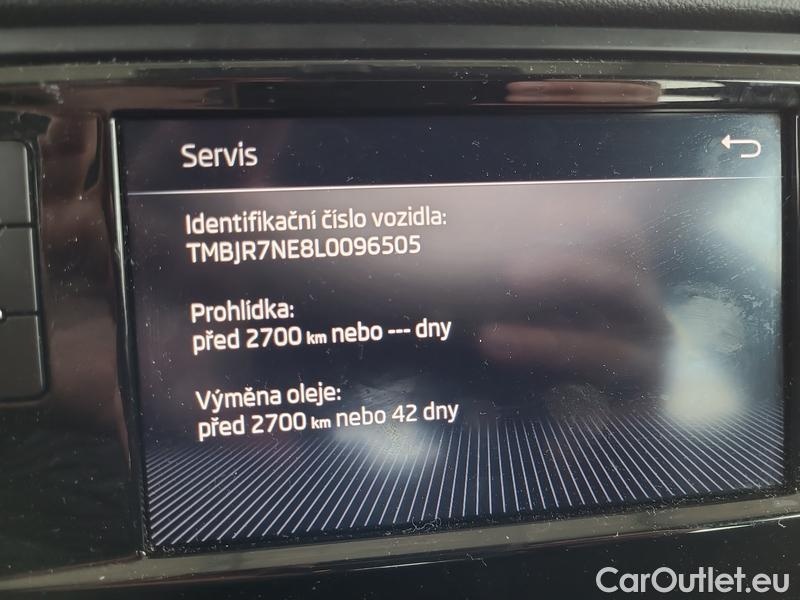 Servis
Identifikační číslo vozidla:
TMBJR7NE8L0096505
Prohlídka:
před 2700 km nebo --- dny
Výměna oleje:
před 2700 km nebo 42 dny
CarOutlet.eu